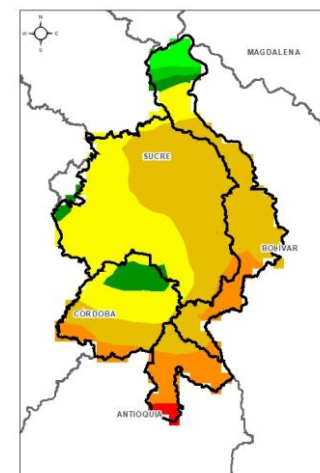 N
W
E
S
MAGDALENA
SUCRE
BOLIVAR
CORDOBA
ANTIOQUIA